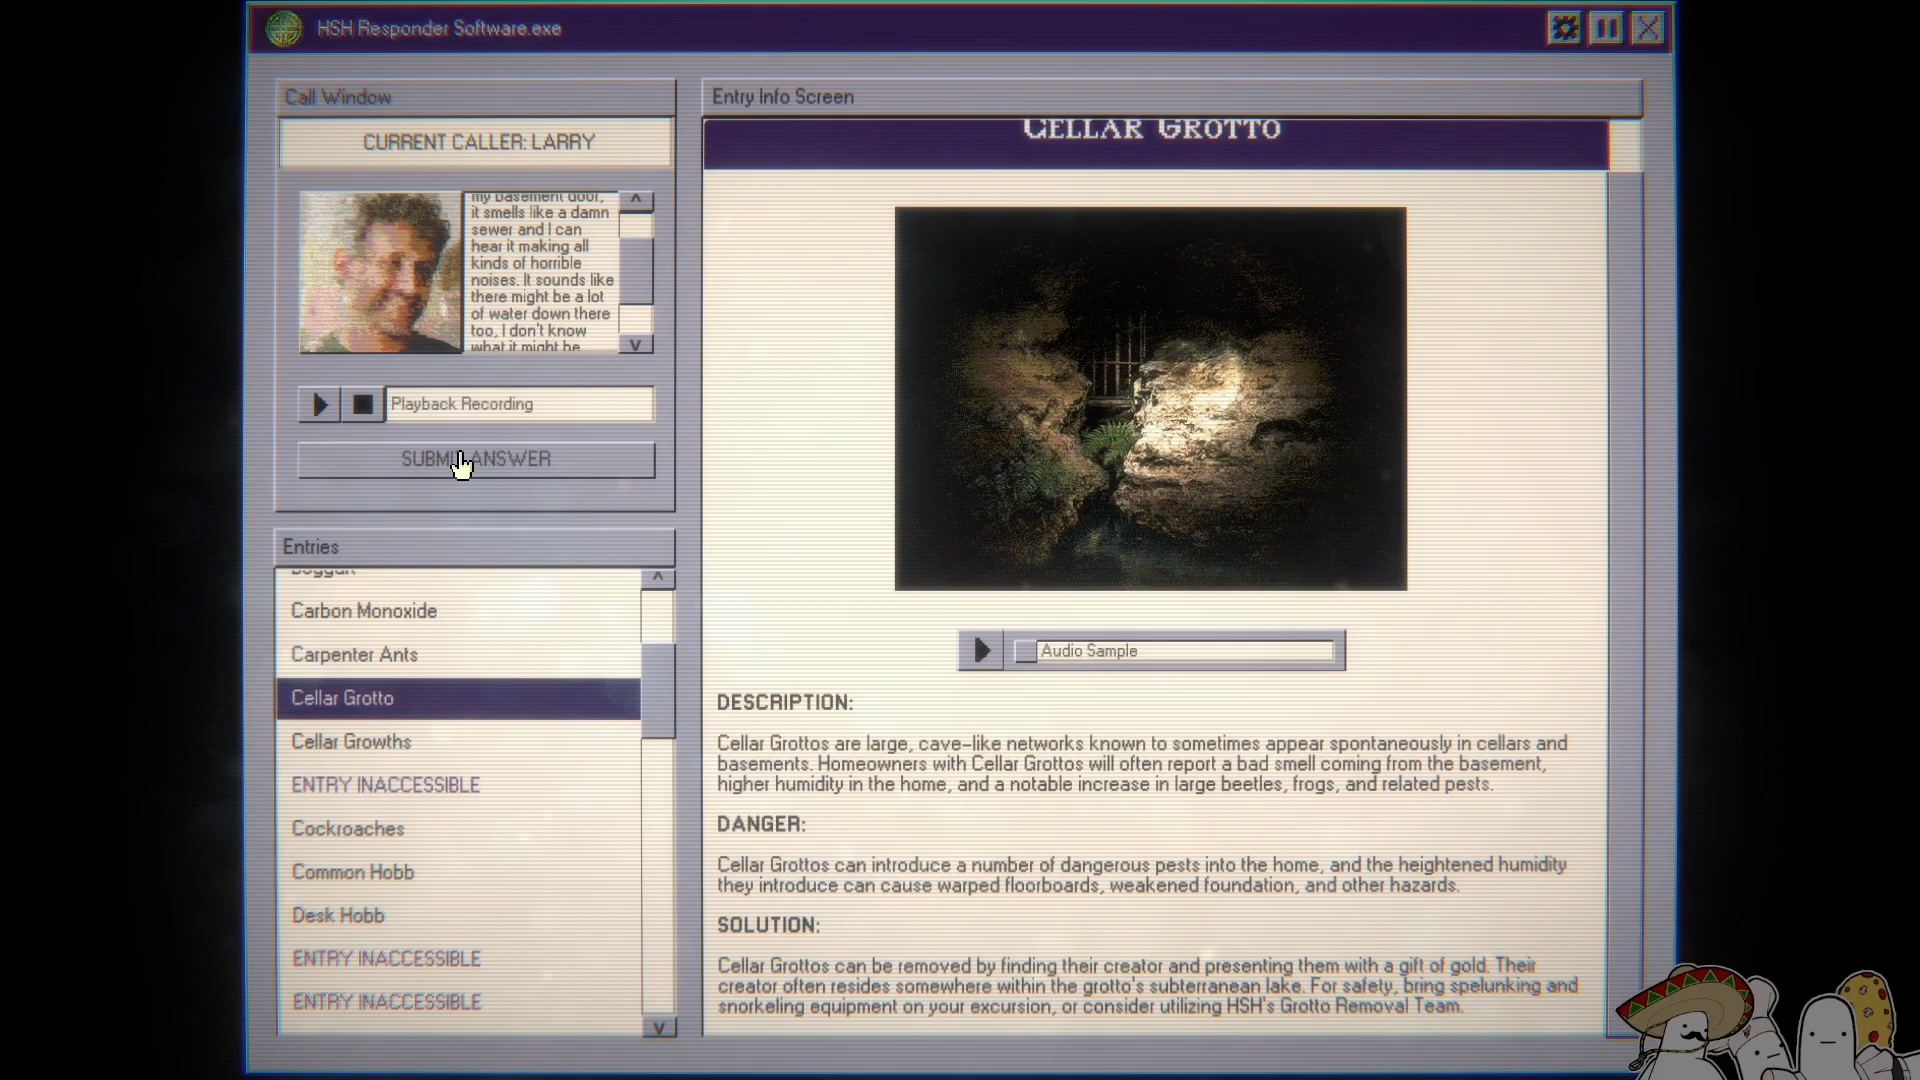 HSH Responder Software.exe
Call Window
CURRENT CALLER: LARRY
my basement door,
it smells like a damn
sewer and I can
hear it making all
kinds of horrible
noises. It sounds like
there might be a lot
of water down there
too, I don't know
what it might be
Playback Recording
SUBMIT ANSWER
Entries
Beggar
Carbon Monoxide
Carpenter Ants
Cellar Grotto
Cellar Growths
ENTRY INACCESSIBLE
Cockroaches
Common Hobb
Desk Hobb
ENTRY INACCESSIBLE
ENTRY INACCESSIBLE
Entry Info Screen
CELLAR GROTTO
Audio Sample
DESCRIPTION:
Cellar Grottos are large, cave-like networks known to sometimes appear spontaneously in cellars and
basements. Homeowners with Cellar Grottos will often report a bad smell coming from the basement,
higher humidity in the home, and a notable increase in large beetles, frogs, and related pests.
DANGER:
Cellar Grottos can introduce a number of dangerous pests into the home, and the heightened humidity
they introduce can cause warped floorboards, weakened foundation, and other hazards.
SOLUTION:
Cellar Grottos can be removed by finding their creator and presenting them with a gift of gold. Their
creator often resides somewhere within the grotto's subterranean lake. For safety, bring spelunking and
snorkeling equipment on your excursion, or consider utilizing HSH's Grotto Removal Team.